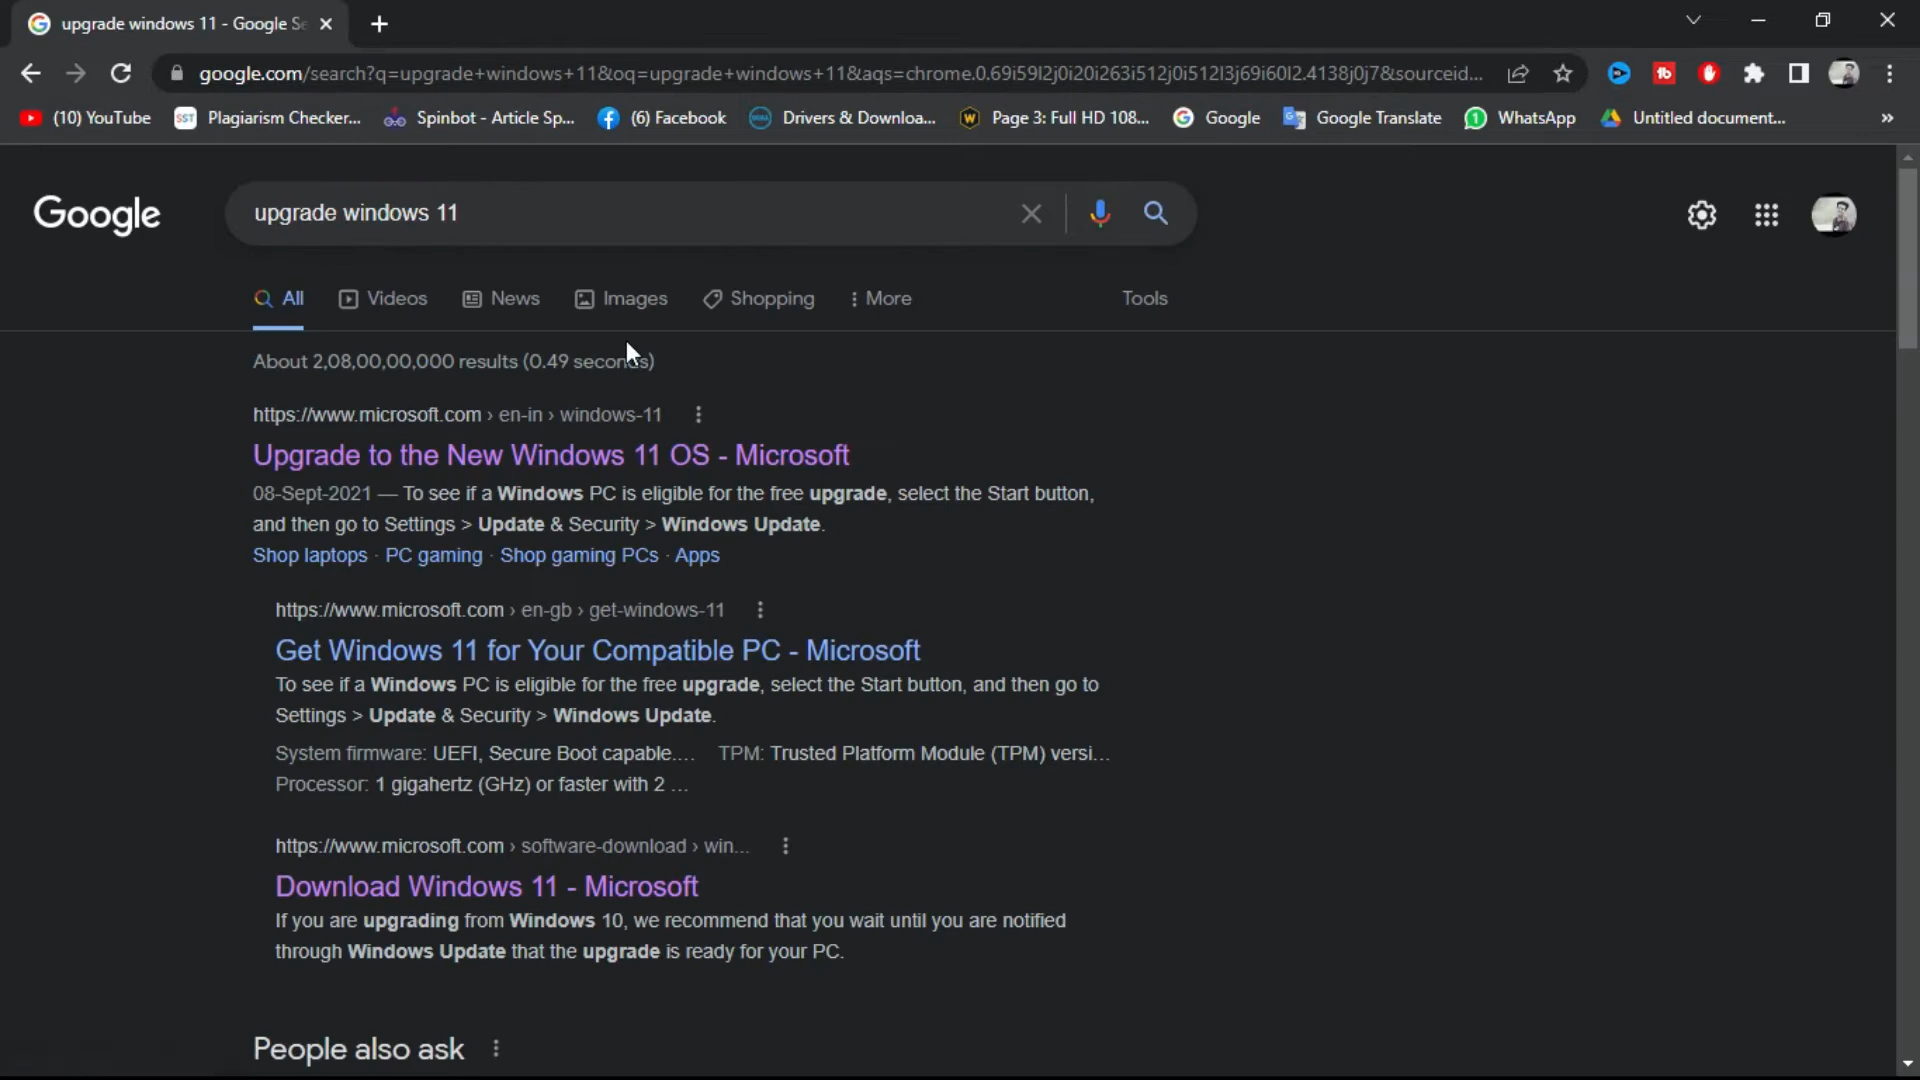 upgrade windows 11 - Google Se
google.com/search?q=upgrade+windows+11&oq=upgrade+windows+11&aqs=chrome.0.69i59l2j0i20i263i512j0i512l3j69i60l2.4138j0j7&sourceid...
(10) YouTube
SST
Plagiarism Checker...
Spinbot - Article Sp...
(6) Facebook
Drivers & Downloa...
Page 3: Full HD 108...
Google
Google Translate
WhatsApp
Untitled document...
»
Google
upgrade windows 11
All
Videos
News
Images
Shopping
More
Tools
About 2,08,00,00,000 results (0.49 seconds)
https://www.microsoft.com › en-in › windows-11
Upgrade to the New Windows 11 OS - Microsoft
08-Sept-2021 — To see if a Windows PC is eligible for the free upgrade, select the Start button,
and then go to Settings > Update & Security > Windows Update.
Shop laptops · PC gaming · Shop gaming PCs · Apps
https://www.microsoft.com › en-gb › get-windows-11
Get Windows 11 for Your Compatible PC - Microsoft
To see if a Windows PC is eligible for the free upgrade, select the Start button, and then go to
Settings > Update & Security > Windows Update.
System firmware: UEFI, Secure Boot capable.... TPM: Trusted Platform Module (TPM) versi...
Processor: 1 gigahertz (GHz) or faster with 2 ...
https://www.microsoft.com › software-download › win...
Download Windows 11 - Microsoft
If you are upgrading from Windows 10, we recommend that you wait until you are notified
through Windows Update that the upgrade is ready for your PC.
People also ask